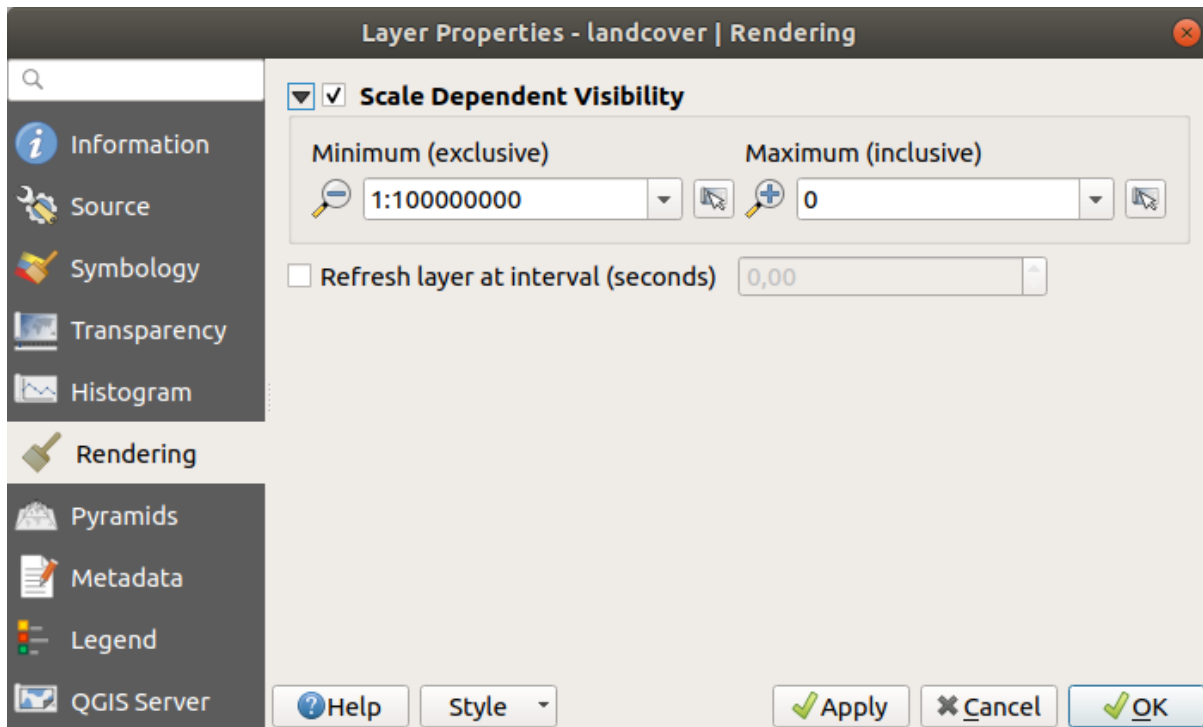 Layer Properties - landcover | Rendering
Information
Source
Symbology
Transparency
Histogram
Rendering
Pyramids
Metadata
Legend
QGIS Server
Scale Dependent Visibility
Minimum (exclusive) Maximum (inclusive)
1:100000000 0
Refresh layer at interval (seconds) 0,00
Help Style Apply Cancel OK